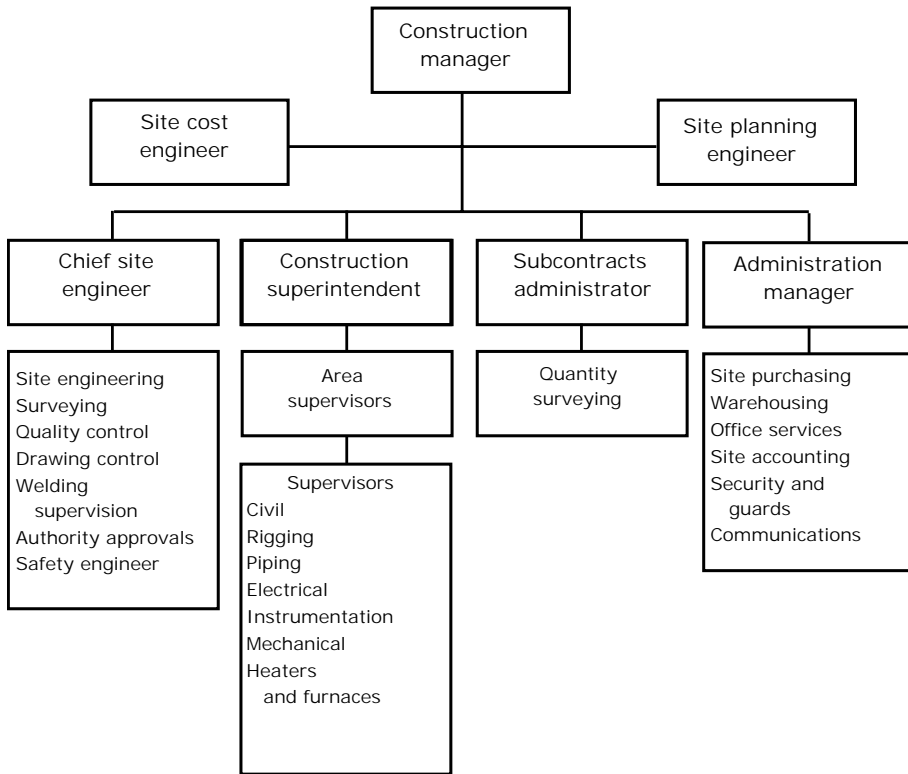 Construction
manager
Site cost
engineer
Site planning
engineer
Chief site
engineer
Construction
superintendent
Subcontracts
administrator
Administration
manager
Site engineering
Surveying
Quality control
Drawing control
Welding
supervision
Authority approvals
Safety engineer
Area
supervisors
Supervisors
Civil
Rigging
Piping
Electrical
Instrumentation
Mechanical
Heaters
and furnaces
Quantity
surveying
Site purchasing
Warehousing
Office services
Site accounting
Security and
guards
Communications